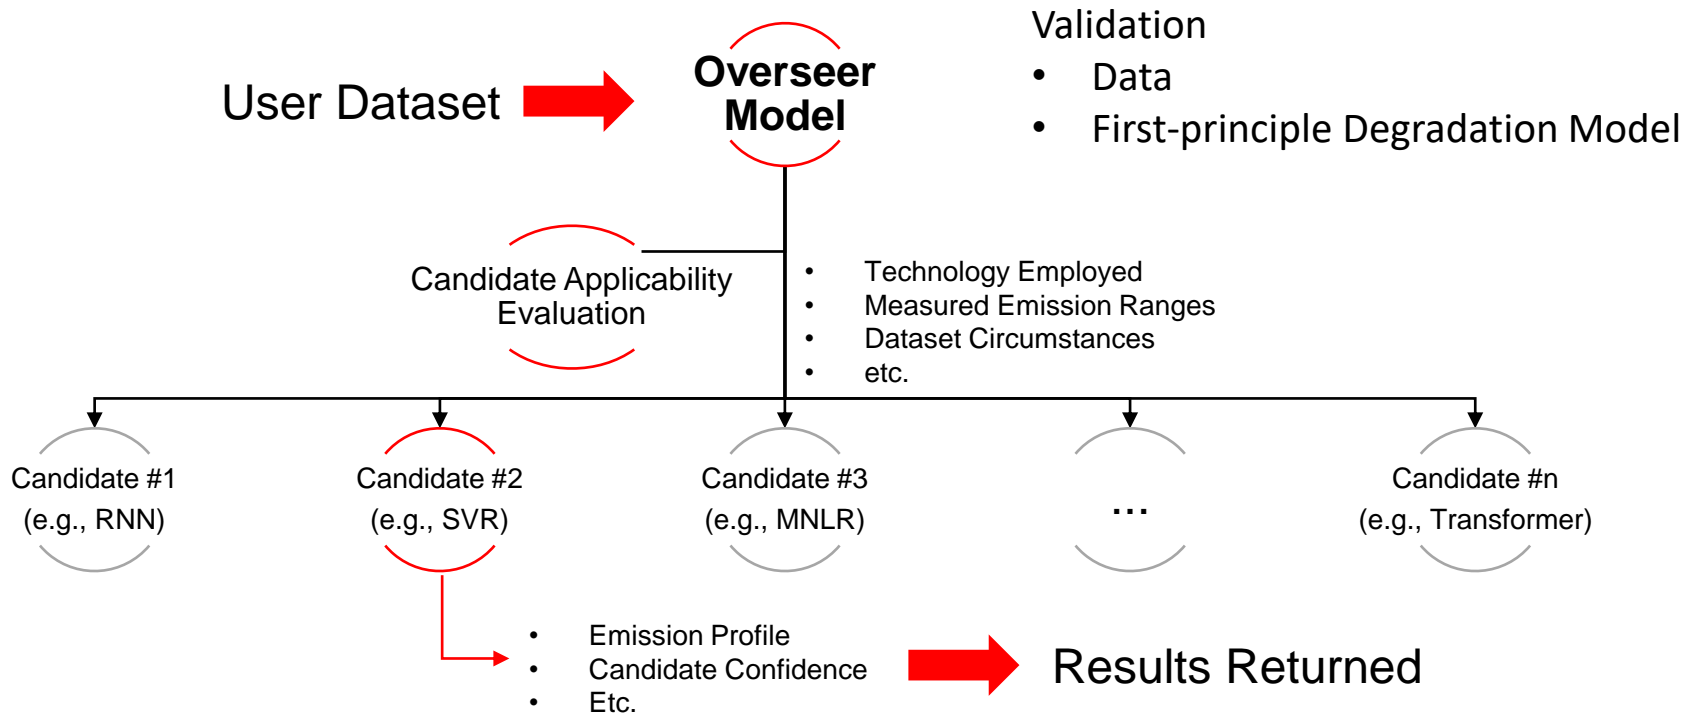 User Dataset
Overseer
Model
Validation
• Data
• First-principle Degradation Model
Candidate Applicability
Evaluation
• Technology Employed
• Measured Emission Ranges
• Dataset Circumstances
• etc.
Candidate #1
(e.g., RNN)
Candidate #2
(e.g., SVR)
Candidate #3
(e.g., MNLR)
...
Candidate #n
(e.g., Transformer)
• Emission Profile
• Candidate Confidence
• Etc.
Results Returned